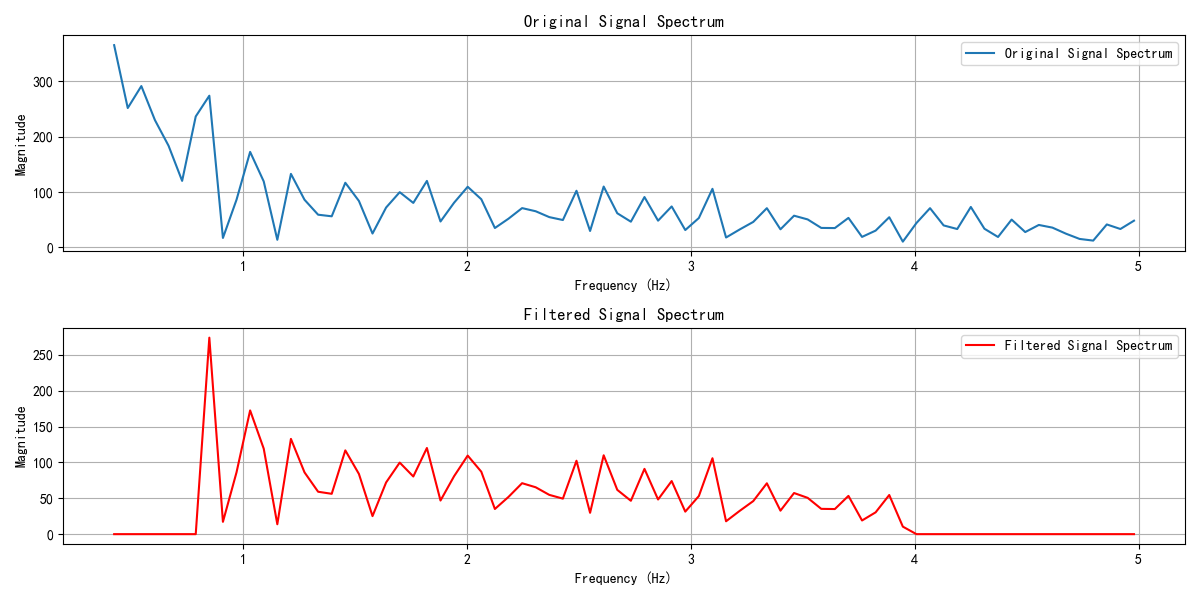 Original Signal Spectrum
Original Signal Spectrum
Magnitude
300
200
100
0
1 2 3 4 5
Frequency (Hz)
Filtered Signal Spectrum
Filtered Signal Spectrum
Magnitude
250
200
150
100
50
0
1 2 3 4 5
Frequency (Hz)